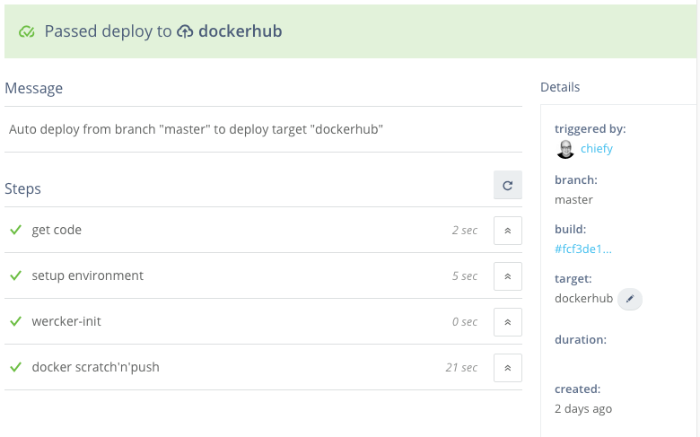 Passed deploy to dockerhub
Message
Auto deploy from branch "master" to deploy target "dockerhub"
Steps
get code 2 sec
setup environment 5 sec
wercker-init 0 sec
docker scratch'n'push 21 sec
Details
triggered by:
chiefy
branch:
master
build:
#fcf3de1...
target:
dockerhub
duration:
created:
2 days ago